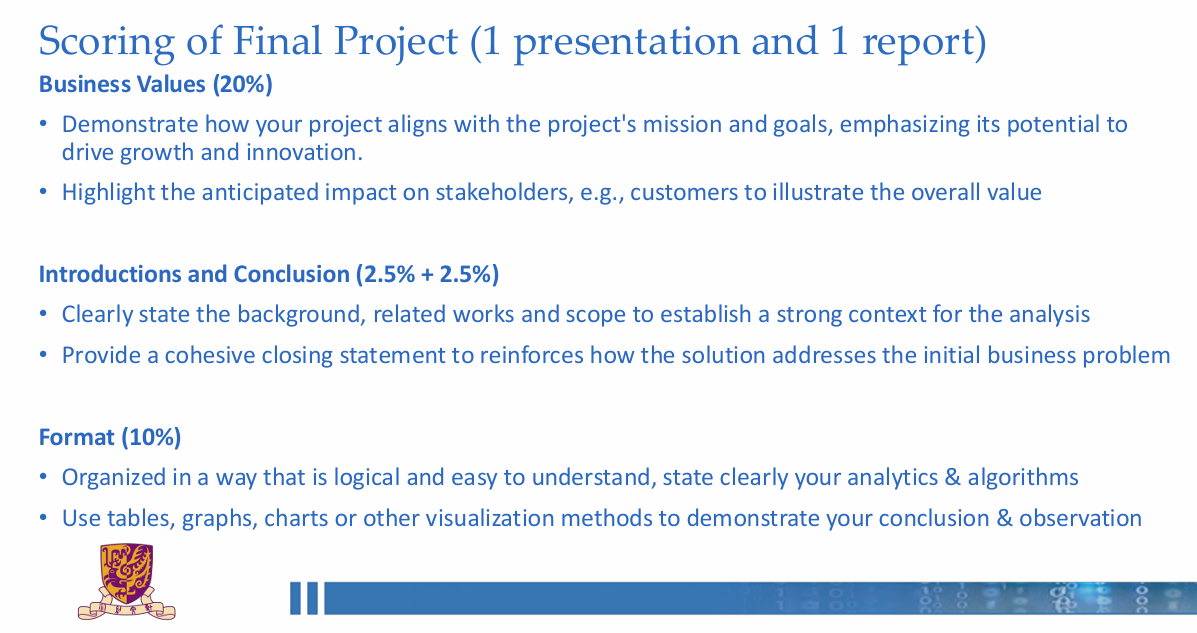 Scoring of Final Project (1 presentation and 1 report)
Business Values (20%)
• Demonstrate how your project aligns with the project's mission and goals, emphasizing its potential to
drive growth and innovation.
• Highlight the anticipated impact on stakeholders, e.g., customers to illustrate the overall value
Introductions and Conclusion (2.5% + 2.5%)
• Clearly state the background, related works and scope to establish a strong context for the analysis
• Provide a cohesive closing statement to reinforces how the solution addresses the initial business problem
Format (10%)
• Organized in a way that is logical and easy to understand, state clearly your analytics & algorithms
• Use tables, graphs, charts or other visualization methods to demonstrate your conclusion & observation